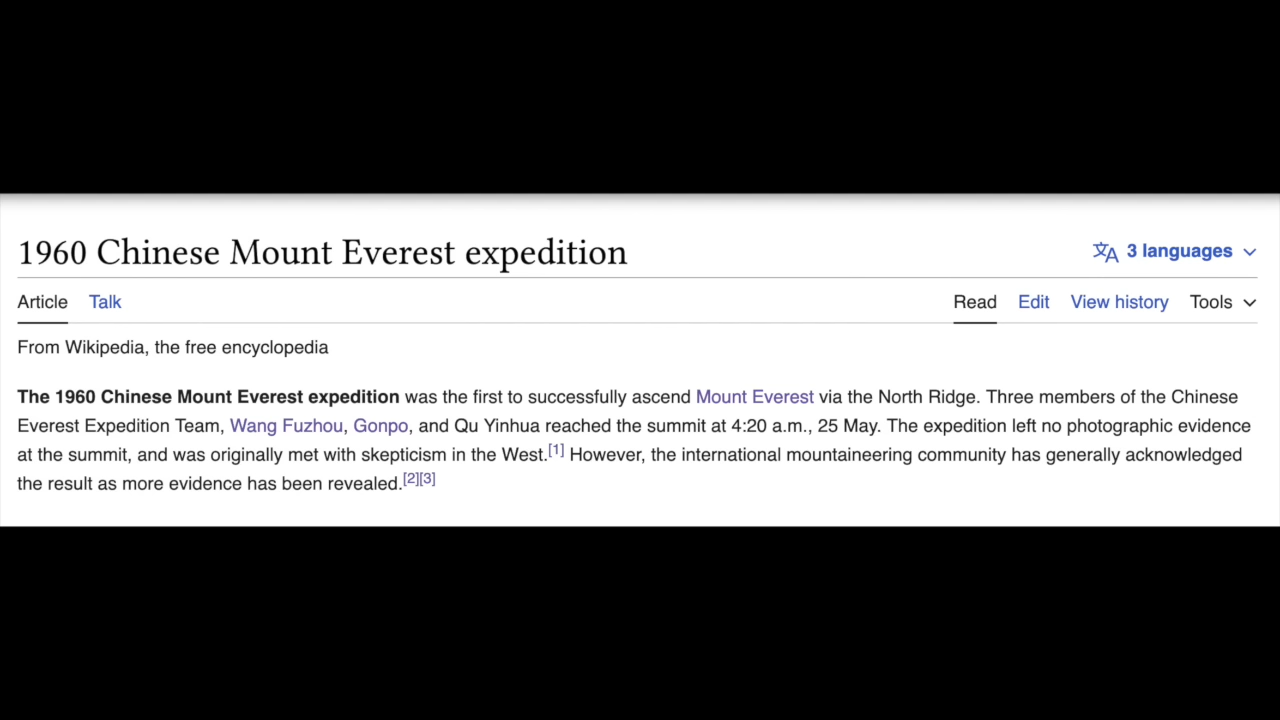 1960 Chinese Mount Everest expedition
3 languages
Article Talk Read Edit View history Tools
From Wikipedia, the free encyclopedia
The 1960 Chinese Mount Everest expedition was the first to successfully ascend Mount Everest via the North Ridge. Three members of the Chinese
Everest Expedition Team, Wang Fuzhou, Gonpo, and Qu Yinhua reached the summit at 4:20 a.m., 25 May. The expedition left no photographic evidence
at the summit, and was originally met with skepticism in the West.[1] However, the international mountaineering community has generally acknowledged
the result as more evidence has been revealed.[2][3]